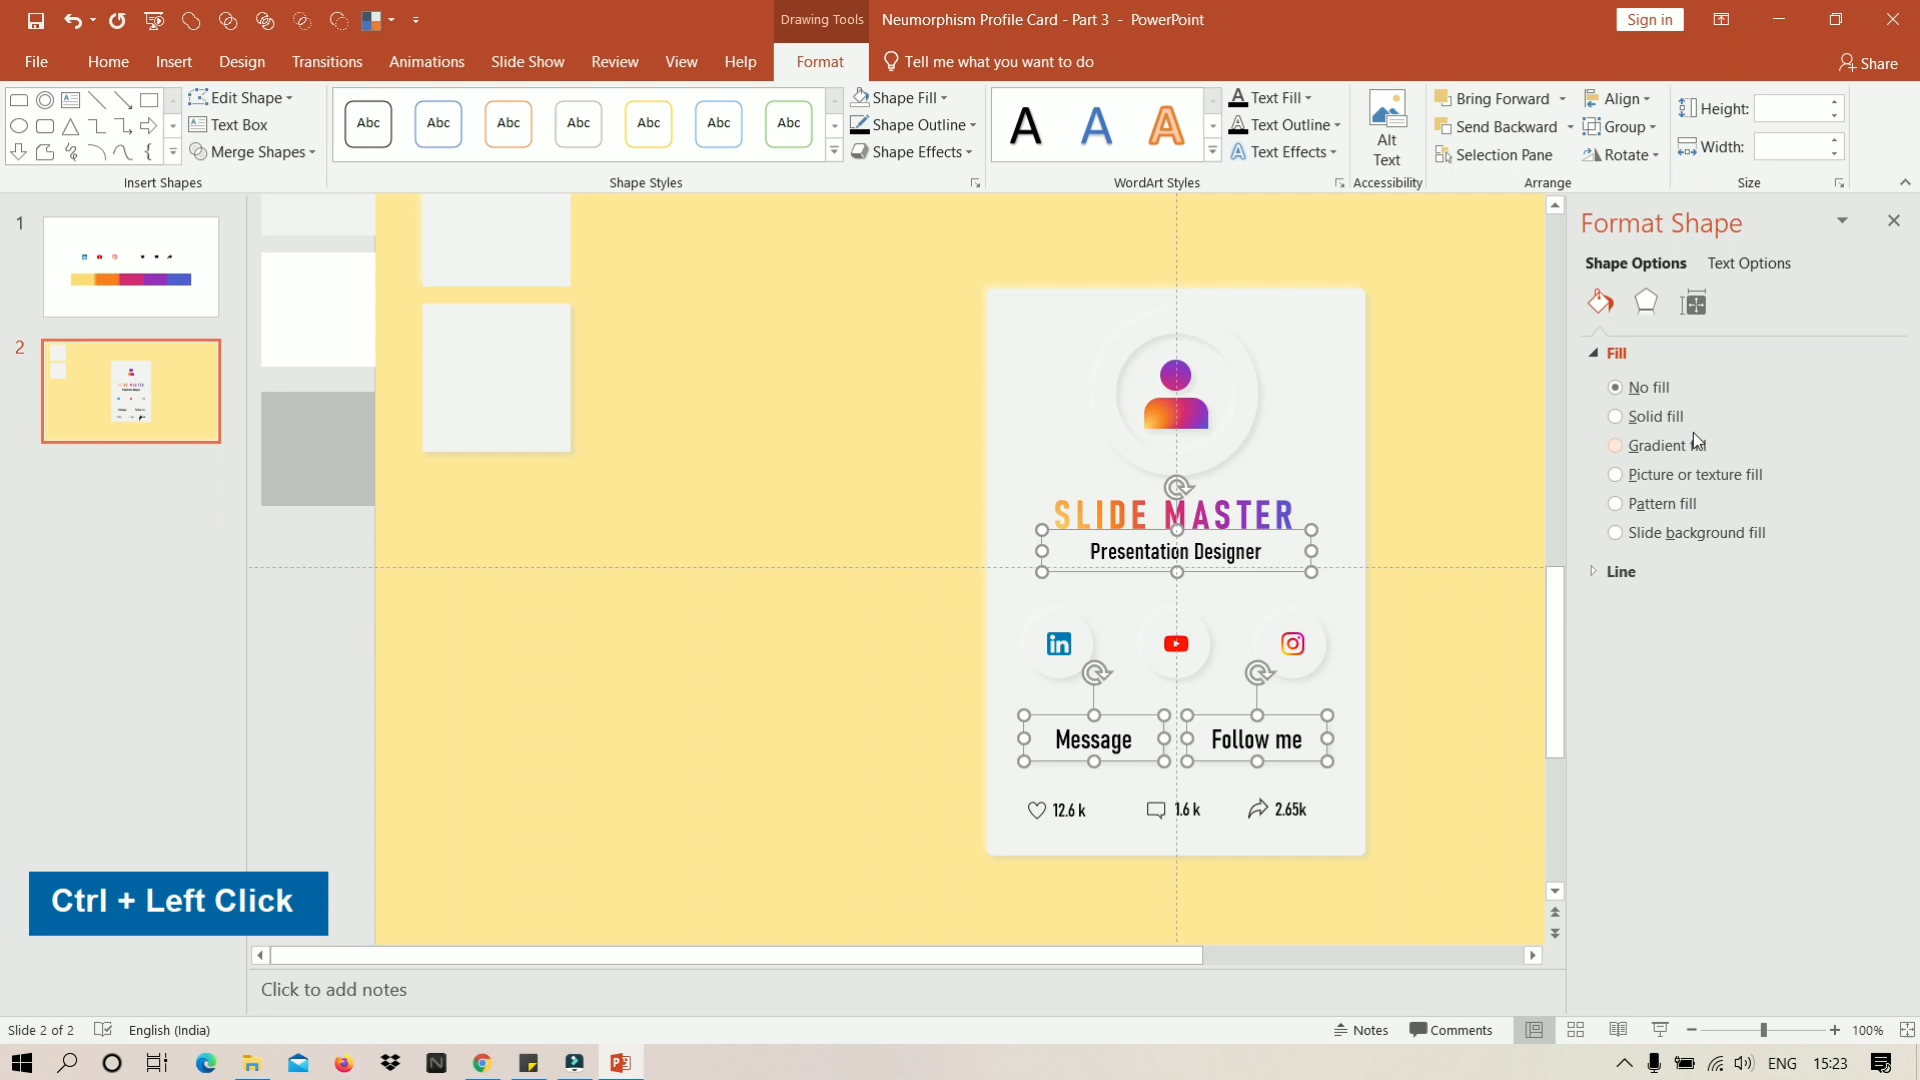 Drawing Tools
Neumorphism Profile Card - Part 3 - PowerPoint
Sign in
File
Home
Insert
Design
Transitions
Animations
Slide Show
Review
View
Help
Format
Tell me what you want to do
Share
Edit Shape
Text Box
Merge Shapes
Insert Shapes
Abc
Abc
Abc
Abc
Abc
Abc
Abc
Shape Styles
Shape Fill
Shape Outline
Shape Effects
A
A
A
WordArt Styles
Text Fill
Text Outline
Text Effects
Alt
Text
Accessibility
Bring Forward
Send Backward
Selection Pane
Align
Group
Rotate
Arrange
Height:
Width:
Size
1
2
SLIDE MASTER
Presentation Designer
in
Message
Follow me
12.6 k
1.6 k
2.65k
Ctrl + Left Click
Format Shape
Shape Options
Text Options
Fill
No fill
Solid fill
Gradient fill
Picture or texture fill
Pattern fill
Slide background fill
Line
Click to add notes
Slide 2 of 2
English (India)
Notes
Comments
100%
ENG
15:23